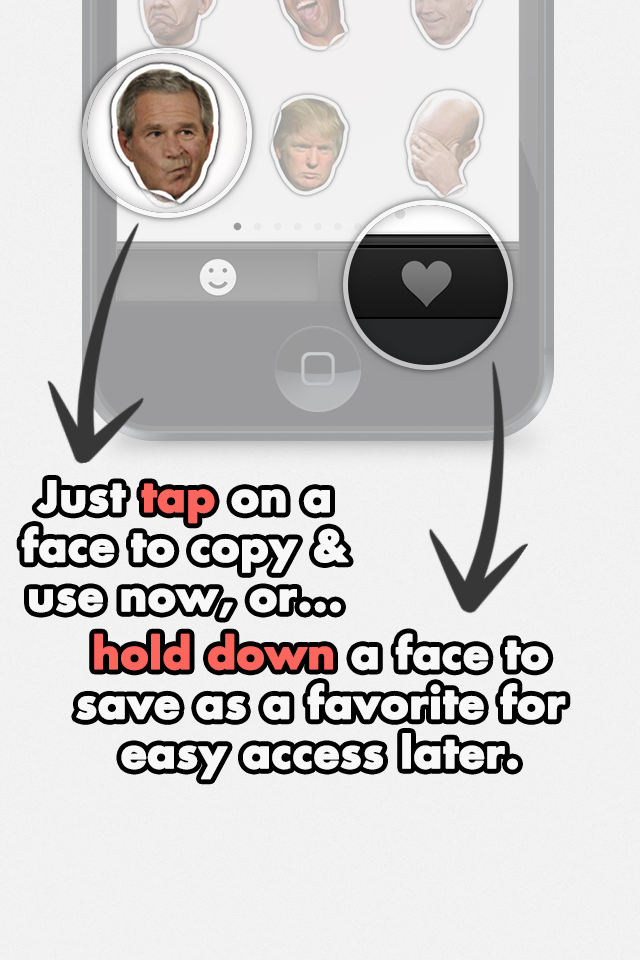 Just tap on a
face to copy &
use now, or...
hold down a face to
save as a favorite for
easy access later.